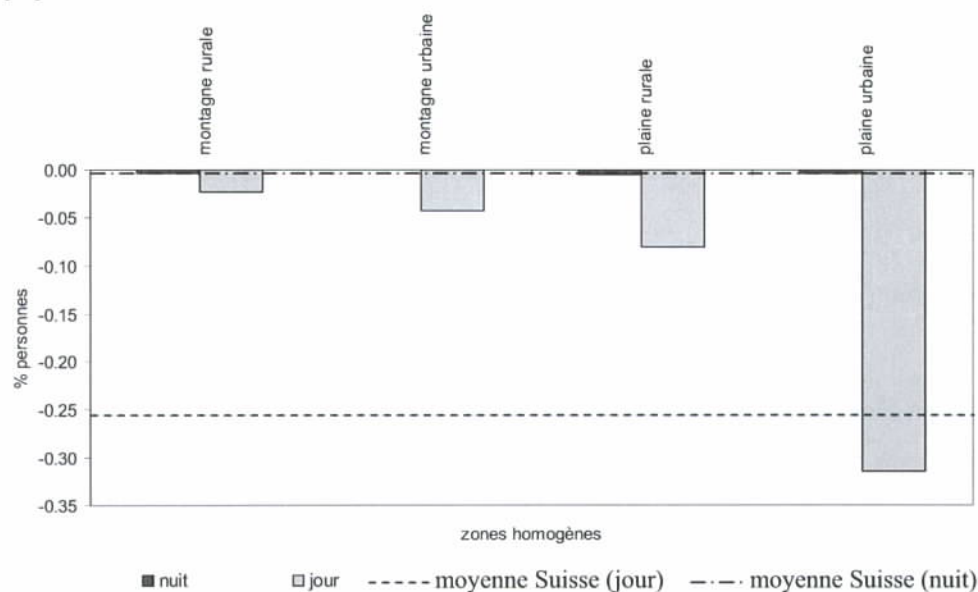 montagne rurale
montagne urbaine
plaine rurale
plaine urbaine
0.00
-0.05
-0.10
-0.15
-0.20
-0.25
-0.30
-0.35
% personnes
zones homogènes
nuit jour moyenne Suisse (jour) moyenne Suisse (nuit)